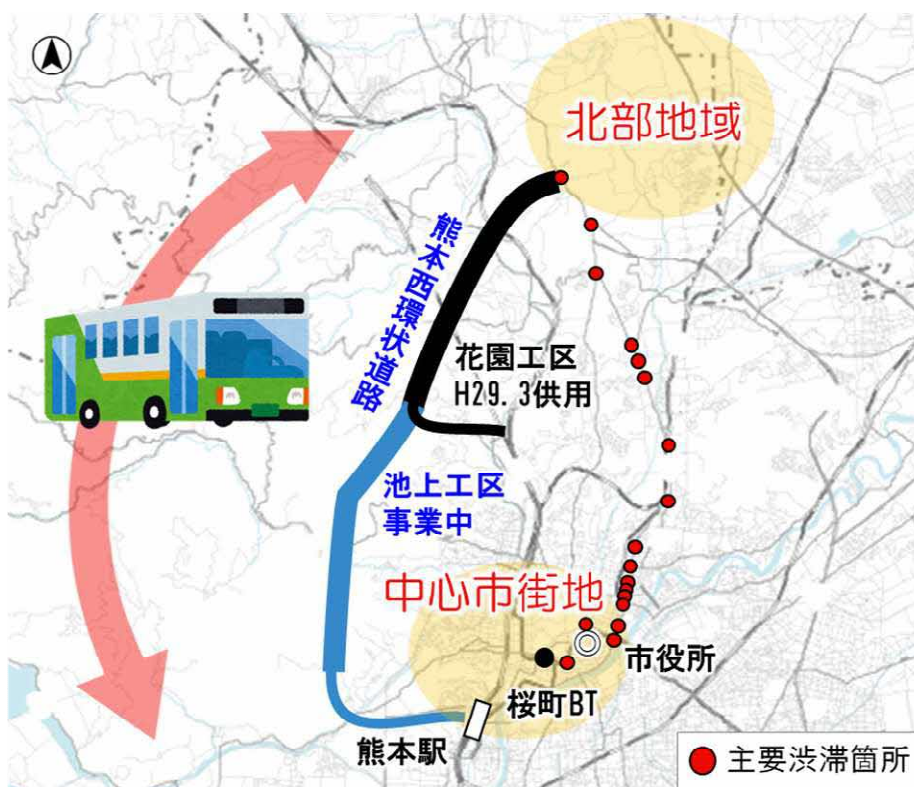 北部地域
熊本西環状道路
花園工区
H29.3供用
池上工区
事業中
中心市街地
市役所
桜町BT
熊本駅
主要渋滞箇所